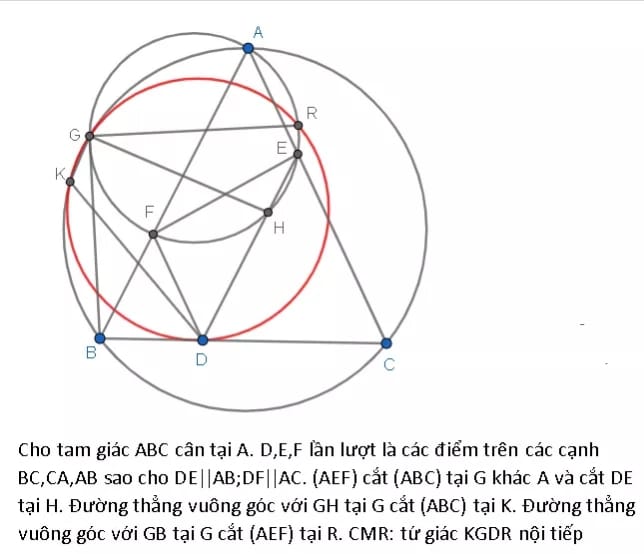 A
R
G
E
K
F
H
B
D
C
Cho tam giác ABC cân tại A. D,E,F lần lượt là các điểm trên các cạnh
BC,CA,AB sao cho DE||AB;DF||AC. (AEF) cắt (ABC) tại G khác A và cắt DE
tại H. Đường thẳng vuông góc với GH tại G cắt (ABC) tại K. Đường thẳng
vuông góc với GB tại G cắt (AEF) tại R. CMR: tứ giác KGDR nội tiếp